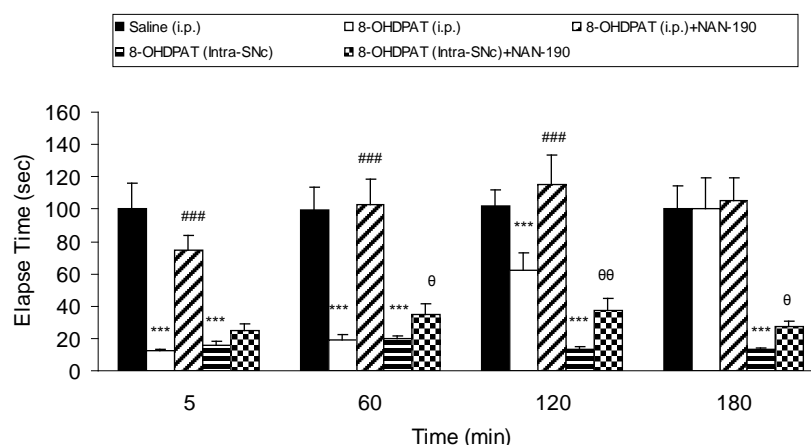 Saline (i.p.) 8-OHDPAT (i.p.) 8-OHDPAT (i.p.)+NAN-190
8-OHDPAT (Intra-SNc) 8-OHDPAT (Intra-SNc)+NAN-190
160
140
120
100
80
60
40
20
0
Elapse Time (sec)
***
###
***
***
###
***
θ
***
###
***
θθ
***
θ
5 60 120 180
Time (min)